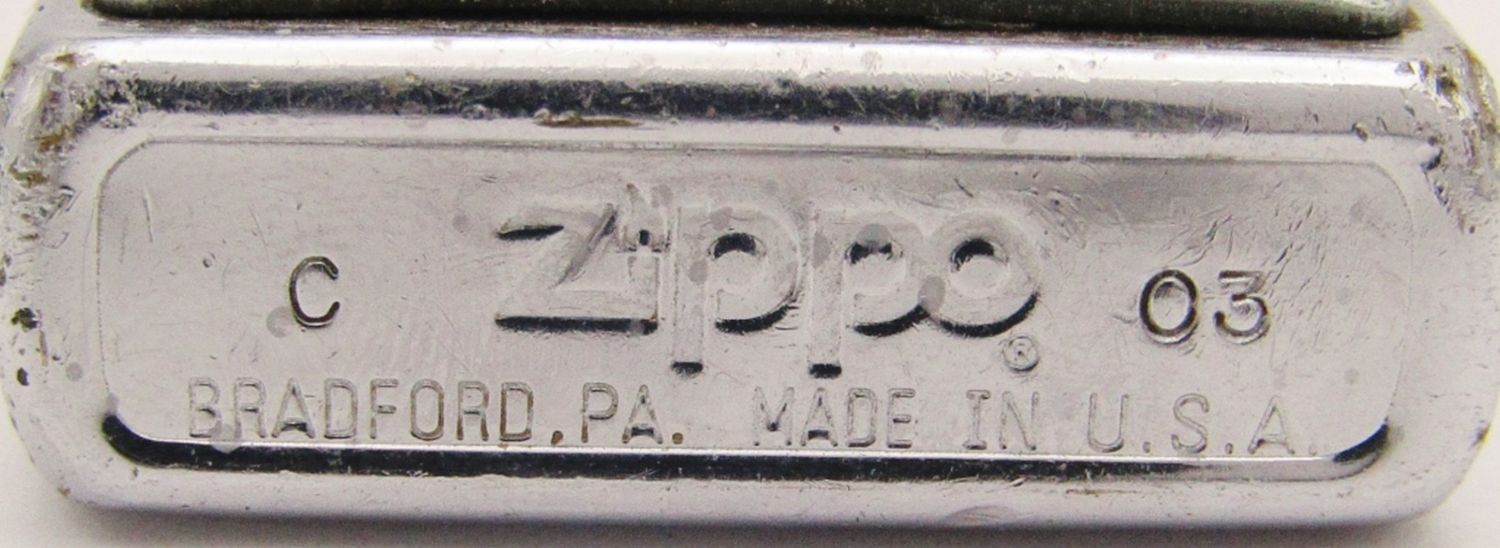 C Zippo® 03
BRADFORD, PA. MADE IN U.S.A.